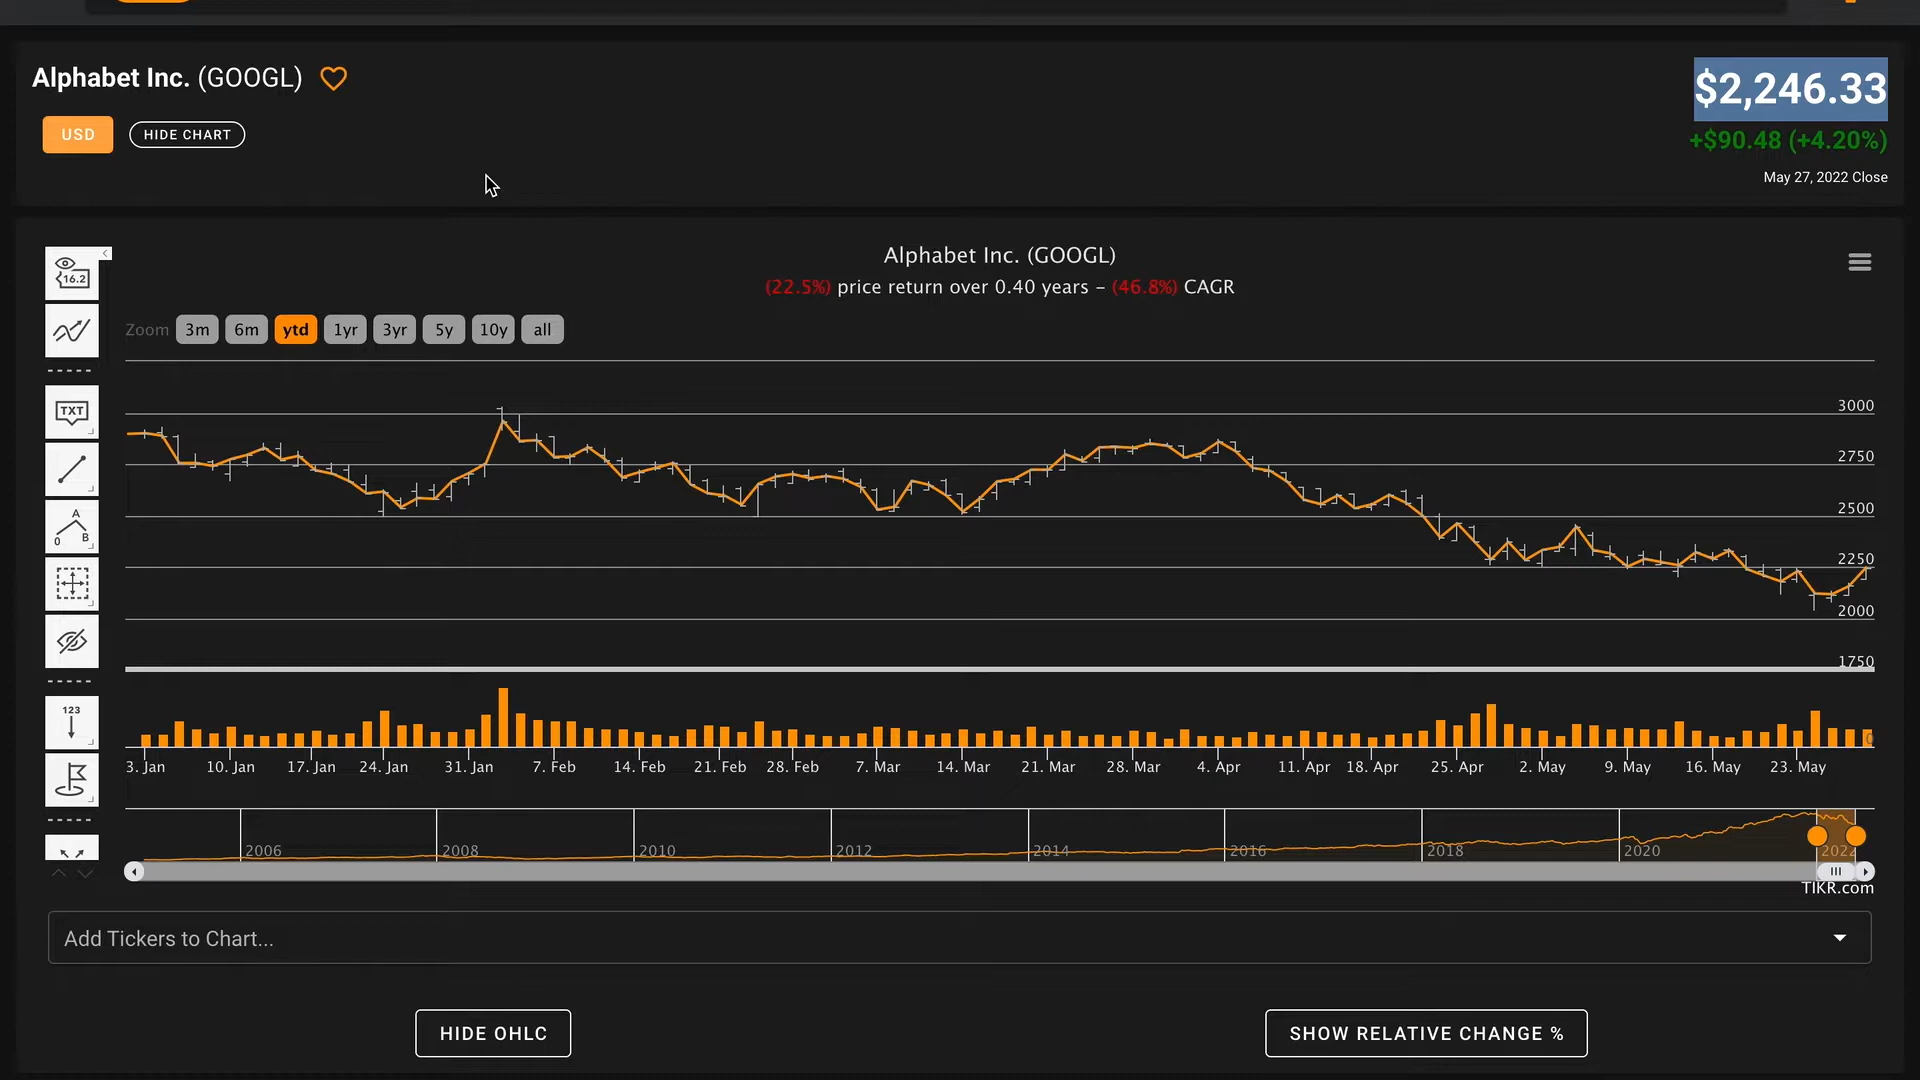 Alphabet Inc. (GOOGL)
$2,246.33
USD
HIDE CHART
+$90.48 (+4.20%)
May 27, 2022 Close
Alphabet Inc. (GOOGL)
(22.5%) price return over 0.40 years – (46.8%) CAGR
16.2
Zoom 3m 6m ytd 1yr 3yr 5y 10y all
TXT
A
0 B
123
3000
2750
2500
2250
2000
1750
0
3. Jan 10. Jan 17. Jan 24. Jan 31. Jan 7. Feb 14. Feb 21. Feb 28. Feb 7. Mar 14. Mar 21. Mar 28. Mar 4. Apr 11. Apr 18. Apr 25. Apr 2. May 9. May 16. May 23. May
2006 2008 2010 2012 2014 2016 2018 2020 2022
TIKR.com
Add Tickers to Chart...
HIDE OHLC
SHOW RELATIVE CHANGE %